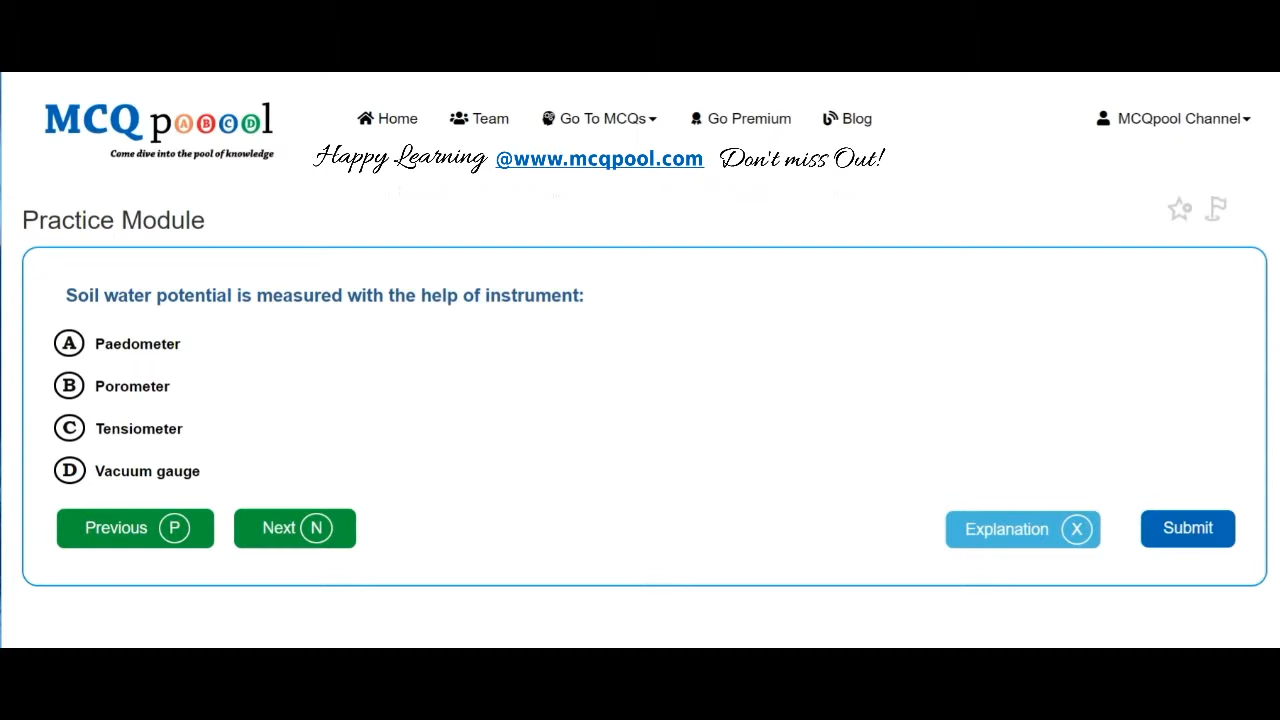 MCQ pooool
Come dive into the pool of knowledge
Home Team Go To MCQs Go Premium Blog MCQpool Channel
Happy Learning @www.mcqpool.com Don't miss Out!
Practice Module
Soil water potential is measured with the help of instrument:
A Paedometer
B Porometer
C Tensiometer
D Vacuum gauge
Previous P Next N Explanation X Submit